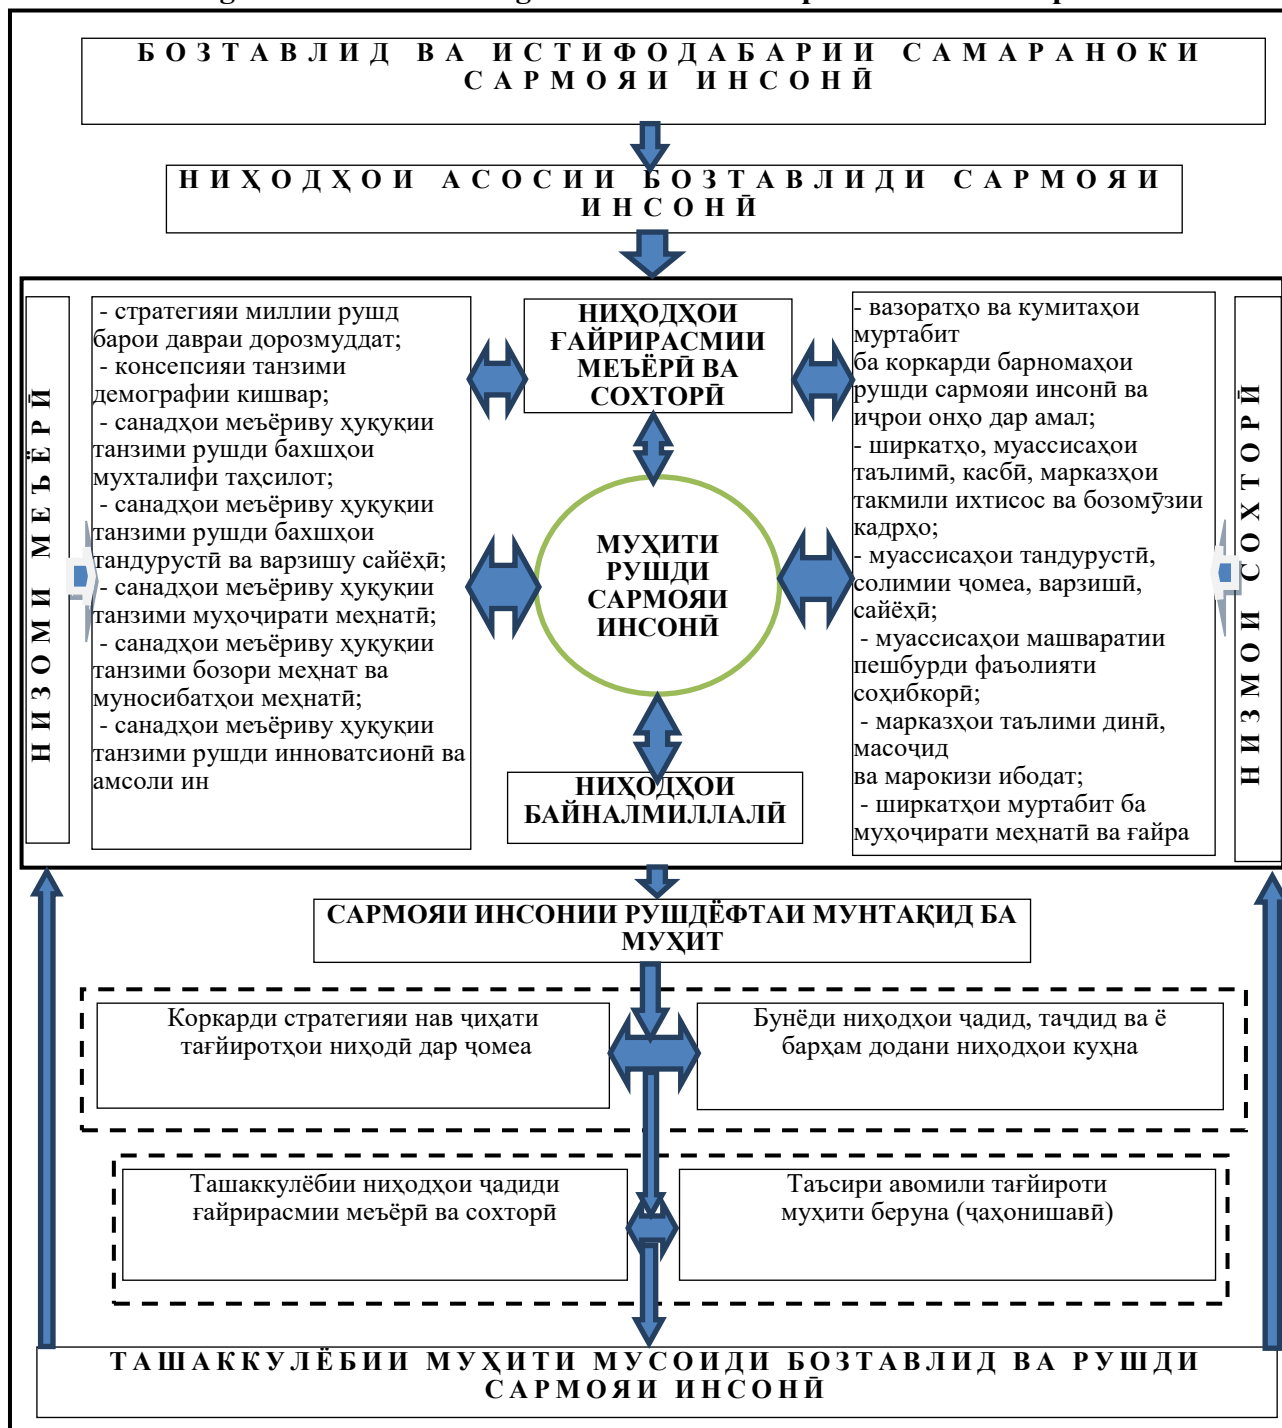 БОЗТАВЛИД ВА ИСТИФОДАБАРИИ САМАРАНОКИ
САРМОЯИ ИНСОНӢ
НИҲОДҲОИ АСОСИИ БОЗТАВЛИДИ САРМОЯИ
ИНСОНӢ
НИЗОМИ МЕЪЁРӢ
- стратегияи миллии рушд
барои давраи дорозмуддат;
- консепсияи танзими
демографии кишвар;
- санадҳои меъёриву ҳуқуқии
танзими рушди бахшҳои
мухталифи таҳсилот;
- санадҳои меъёриву ҳуқуқии
танзими рушди бахшҳои
тандурустӣ ва варзишу сайёҳӣ;
- санадҳои меъёриву ҳуқуқии
танзими муҳоҷирати меҳнатӣ;
- санадҳои меъёриву ҳуқуқии
танзими бозори меҳнат ва
муносибатҳои меҳнатӣ;
- санадҳои меъёриву ҳуқуқии
танзими рушди инноватсионӣ ва
амсоли ин
НИҲОДҲОИ
ҒАЙРИРАСМИИ
МЕЪЁРӢ ВА
СОХТОРӢ
МУҲИТИ
РУШДИ
САРМОЯИ
ИНСОНӢ
НИҲОДҲОИ
БАЙНАЛМИЛЛАЛӢ
- вазоратҳо ва кумитаҳои
муртабит
ба коркарди барномаҳои
рушди сармояи инсонӣ ва
иҷрои онҳо дар амал;
- ширкатҳо, муассисаҳои
таълимӣ, касбӣ, марказҳои
такмили ихтисос ва бозомӯзии
кадрҳо;
- муассисаҳои тандурустӣ,
солимии ҷомеа, варзишӣ,
сайёҳӣ;
- муассисаҳои машваратии
пешбурди фаъолияти
соҳибкорӣ;
- марказҳои таълими динӣ,
масоҷид
ва марокизи ибодат;
- ширкатҳои муртабит ба
муҳоҷирати меҳнатӣ ва ғайра
НИЗМОИ СОХТОРӢ
САРМОЯИ ИНСОНИИ РУШДЁФТАИ МУНТАҚИД БА
МУҲИТ
Коркарди стратегияи нав ҷиҳати
тағйиротҳои ниҳодӣ дар ҷомеа
Бунёди ниҳодҳои ҷадид, таҷдид ва ё
барҳам додани ниҳодҳои куҳна
Ташаккулёбии ниҳодҳои ҷадиди
ғайрирасмии меъёрӣ ва сохторӣ
Таъсири авомили тағйироти
муҳити беруна (ҷаҳонишавӣ)
ТАШАККУЛЁБИИ МУҲИТИ МУСОИДИ БОЗТАВЛИД ВА РУШДИ
САРМОЯИ ИНСОНӢ